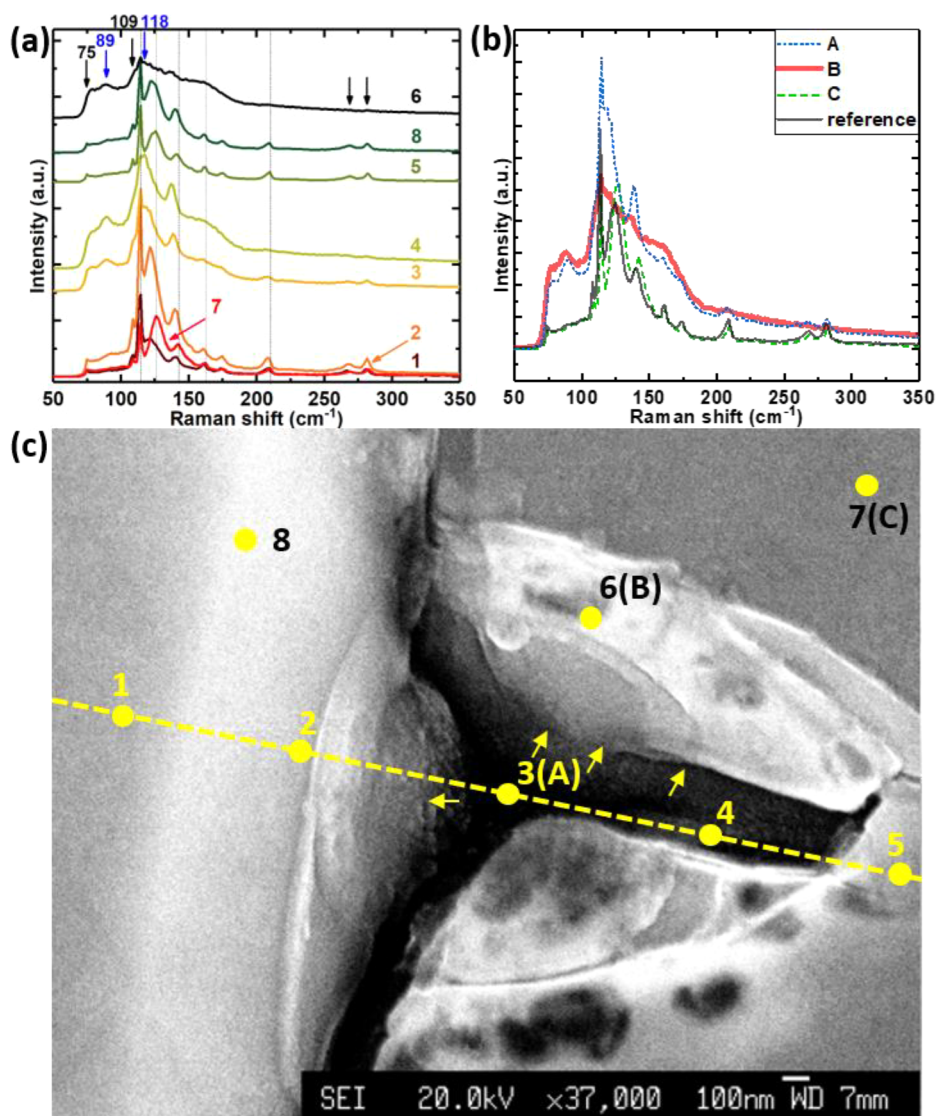 (a)
109 118
75 89
6
8
5
4
3
7
2
1
Intensity (a.u.)
50 100 150 200 250 300 350
Raman shift (cm-1)
(b)
A
B
C
reference
Intensity (a.u.)
50 100 150 200 250 300 350
Raman shift (cm-1)
(c)
7(C)
8
6(B)
1
2
3(A)
4
5
SEI 20.0kV ×37,000 100nm WD 7mm